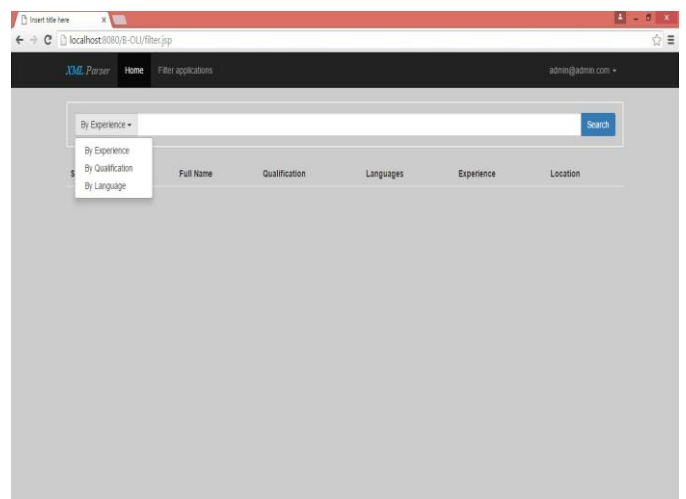 Insert title here
localhost:8080/B-OLI/filter.jsp
XML Parser Home Filter applications admin@admin.com
By Experience Search
By Experience
By Qualification
By Language
S Full Name Qualification Languages Experience Location